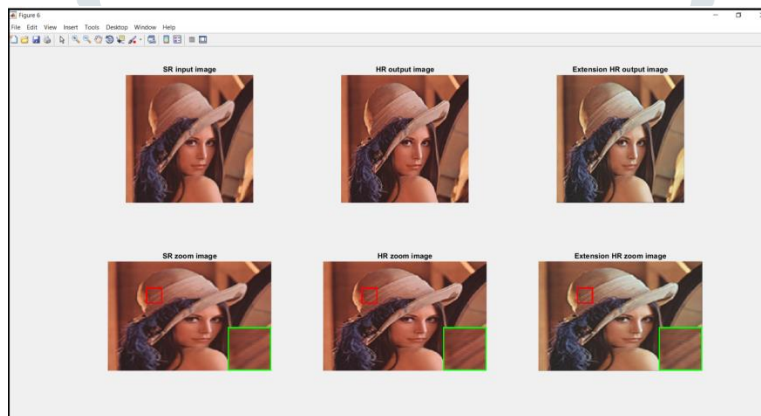 Figure 6
File Edit View Insert Tools Desktop Window Help
SR input image HR output image Extension HR output image
SR zoom image HR zoom image Extension HR zoom image